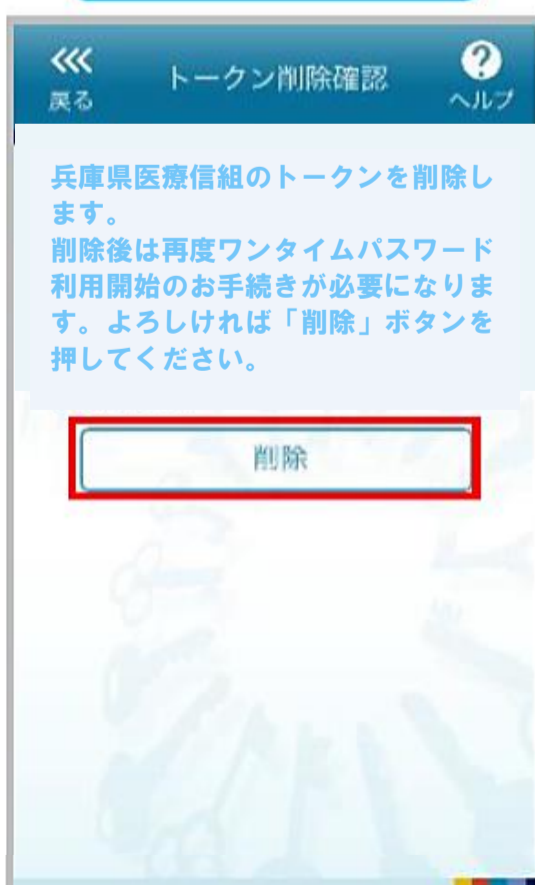 戻る
トークン削除確認
?
ヘルプ
兵庫県医療信組のトークンを削除し
ます。
削除後は再度ワンタイムパスワード
利用開始のお手続きが必要になりま
す。よろしければ「削除」ボタンを
押してください。
削除